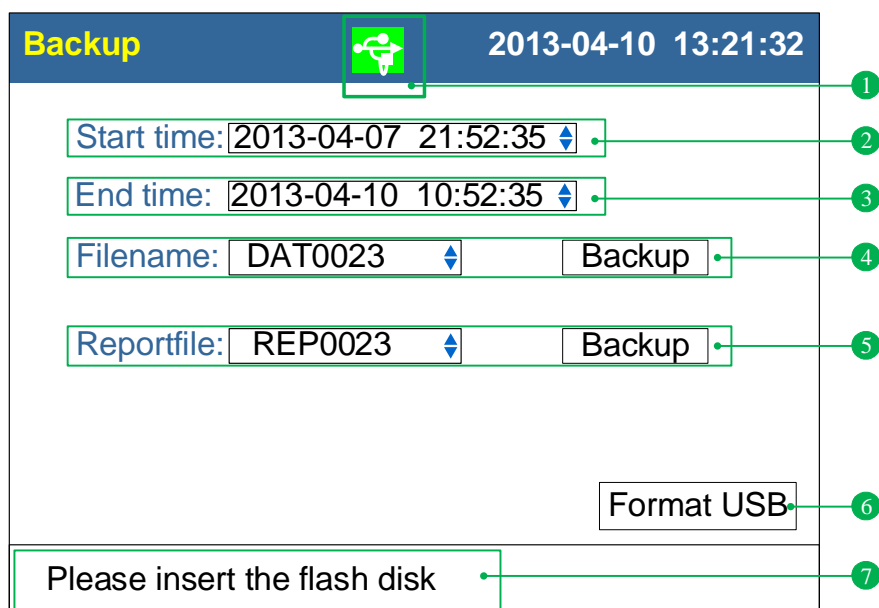 Backup 2013-04-10 13:21:32
1
Start time: 2013-04-07 21:52:35 2
End time: 2013-04-10 10:52:35 3
Filename: DAT0023 Backup 4
Reportfile: REP0023 Backup 5
Format USB 6
Please insert the flash disk 7